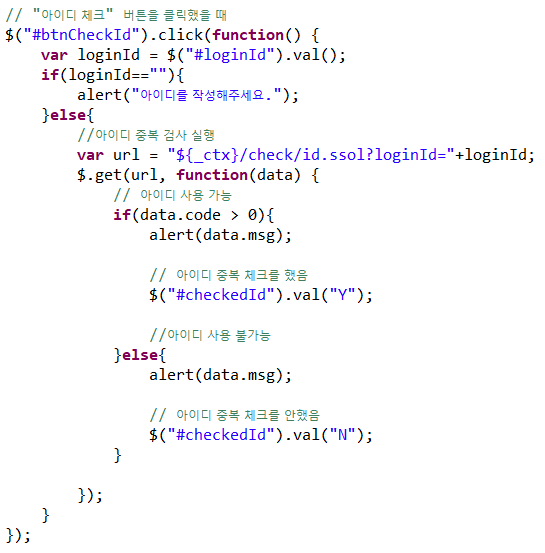 // "아이디 체크" 버튼을 클릭했을 때
$("#btnCheckId").click(function() {
    var loginId = $("#loginId").val();
    if(loginId==""){
        alert("아이디를 작성해주세요.");
    }else{
        //아이디 중복 검사 실행
        var url = "${_ctx}/check/id.ssol?loginId="+loginId;
        $.get(url, function(data) {
            // 아이디 사용 가능
            if(data.code > 0){
                alert(data.msg);

                // 아이디 중복 체크를 했음
                $("#checkedId").val("Y");

                //아이디 사용 불가능
            }else{
                alert(data.msg);

                // 아이디 중복 체크를 안했음
                $("#checkedId").val("N");
            }

        });
    }
});